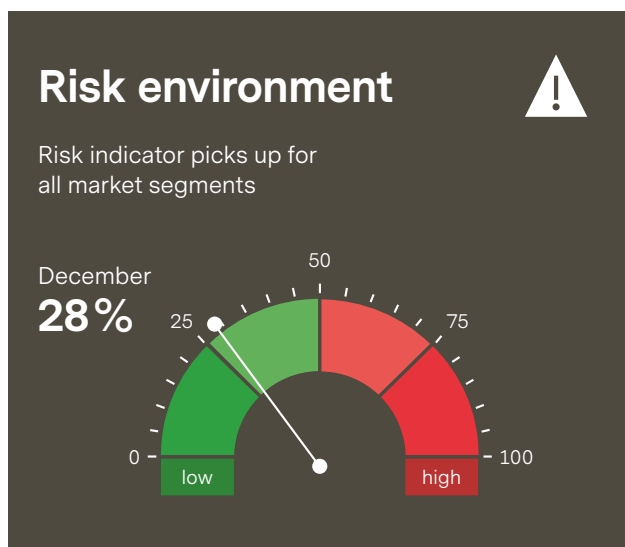 Risk environment
!
Risk indicator picks up for
all market segments
December
28%
50
25
75
0
100
low
high